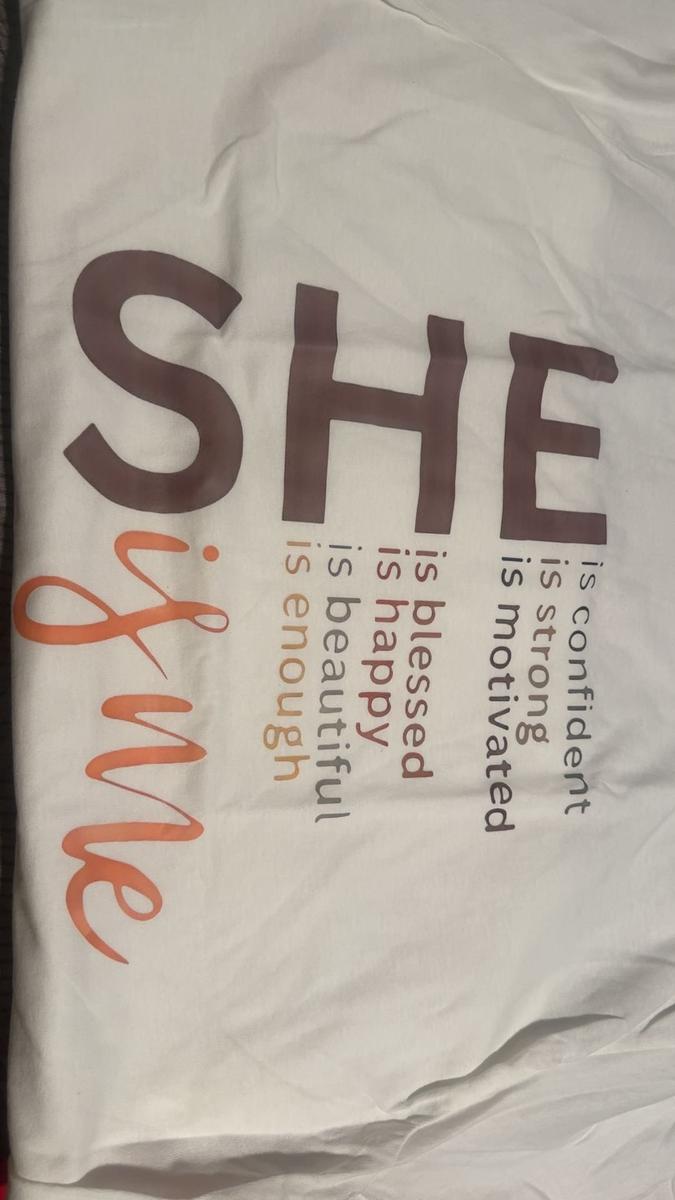 SHE
is confident
is strong
is motivated
is blessed
is happy
is beautiful
is enough
is me